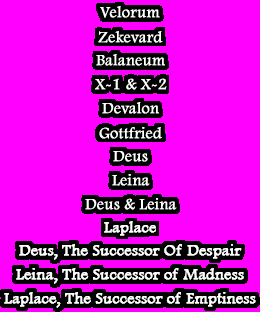 Velorum
Zekevard
Balaneum
X-1 & X-2
Devalon
Gottfried
Deus
Leina
Deus & Leina
Laplace
Deus, The Successor Of Despair
Leina, The Successor of Madness
Laplace, The Successor of Emptiness